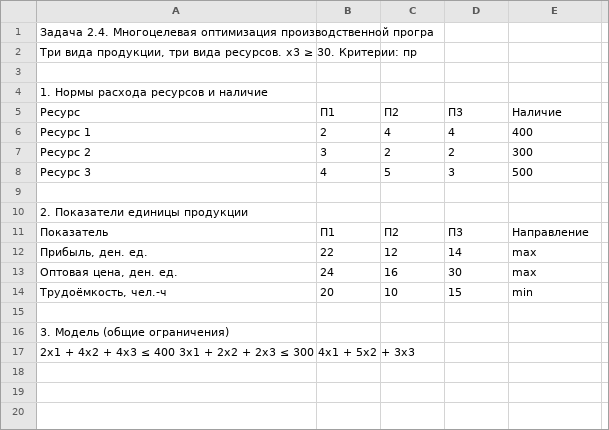 A B C D E
1 Задача 2.4. Многоцелевая оптимизация производственной програ
2 Три вида продукции, три вида ресурсов. x3 ≥ 30. Критерии: пр
3
4 1. Нормы расхода ресурсов и наличие
5 Ресурс П1 П2 П3 Наличие
6 Ресурс 1 2 4 4 400
7 Ресурс 2 3 2 2 300
8 Ресурс 3 4 5 3 500
9
10 2. Показатели единицы продукции
11 Показатель П1 П2 П3 Направление
12 Прибыль, ден. ед. 22 12 14 max
13 Оптовая цена, ден. ед. 24 16 30 max
14 Трудоёмкость, чел.-ч 20 10 15 min
15
16 3. Модель (общие ограничения)
17 2x1 + 4x2 + 4x3 ≤ 400 3x1 + 2x2 + 2x3 ≤ 300 4x1 + 5x2 + 3x3
18
19
20